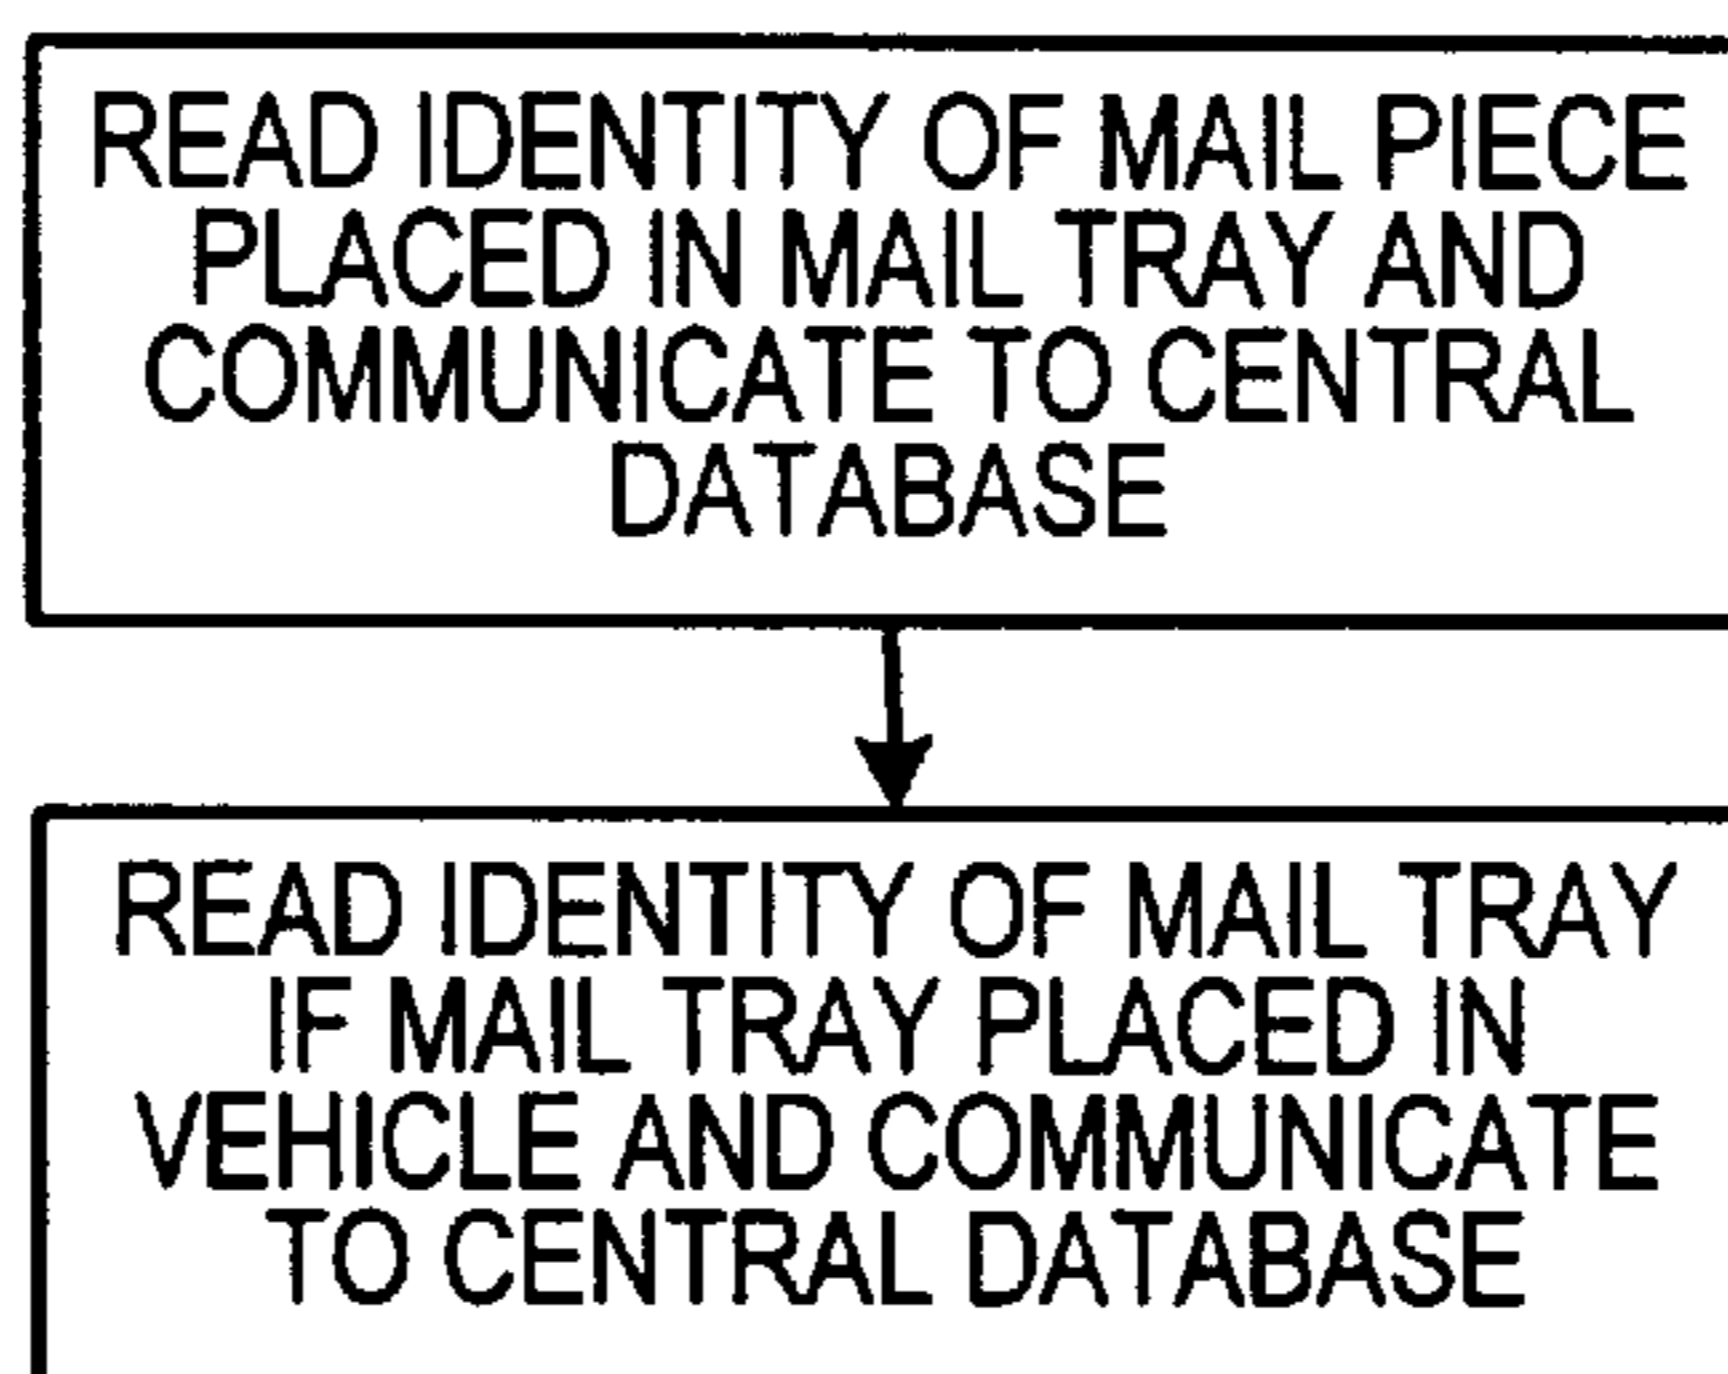 READ IDENTITY OF MAIL PIECE
PLACED IN MAIL TRAY AND
COMMUNICATE TO CENTRAL
DATABASE
READ IDENTITY OF MAIL TRAY
IF MAIL TRAY PLACED IN
VEHICLE AND COMMUNICATE
TO CENTRAL DATABASE